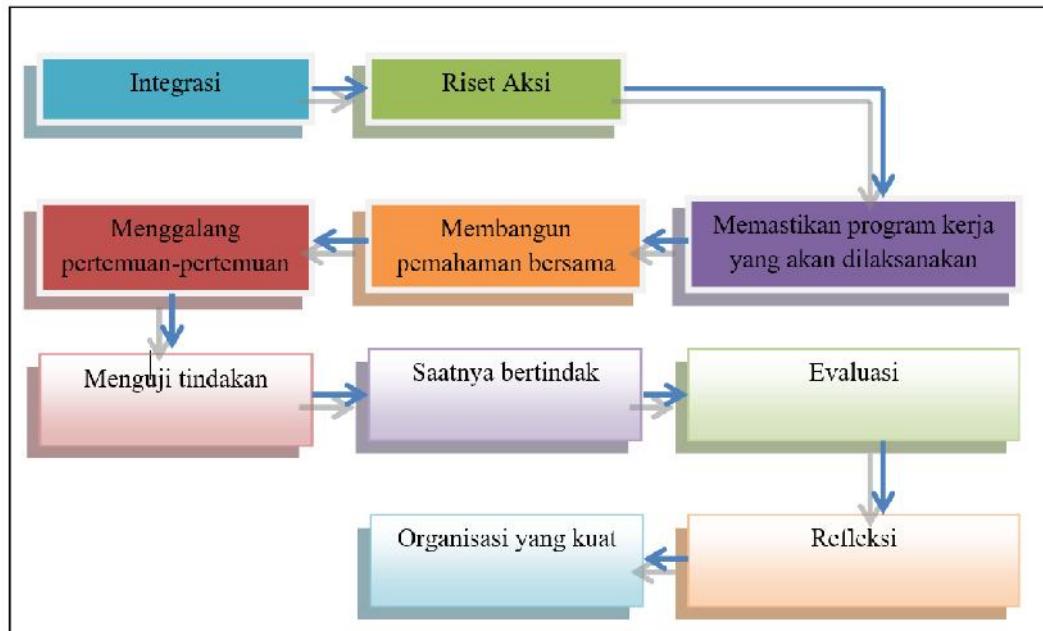 Integrasi
Riset Aksi
Memastikan program kerja
yang akan dilaksanakan
Membangun
pemahaman bersama
Menggalang
pertemuan-pertemuan
Menguji tindakan
Saatnya bertindak
Evaluasi
Refleksi
Organisasi yang kuat